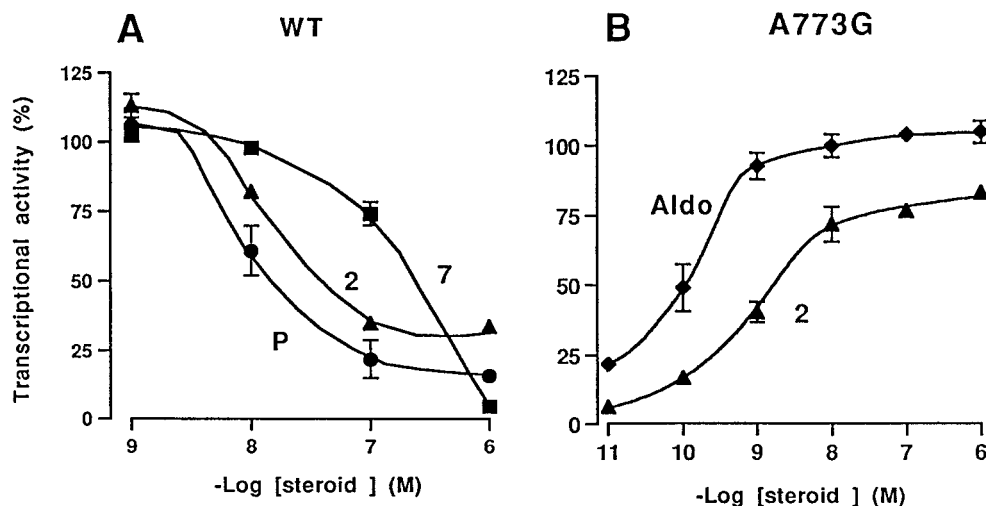 A
WT
Transcriptional activity (%)
125
100
75
50
25
0
2
7
P
9
8
7
6
-Log [steroid ] (M)
B
A773G
125
100
75
50
25
0
Aldo
2
11
10
9
8
7
6
-Log [steroid ] (M)